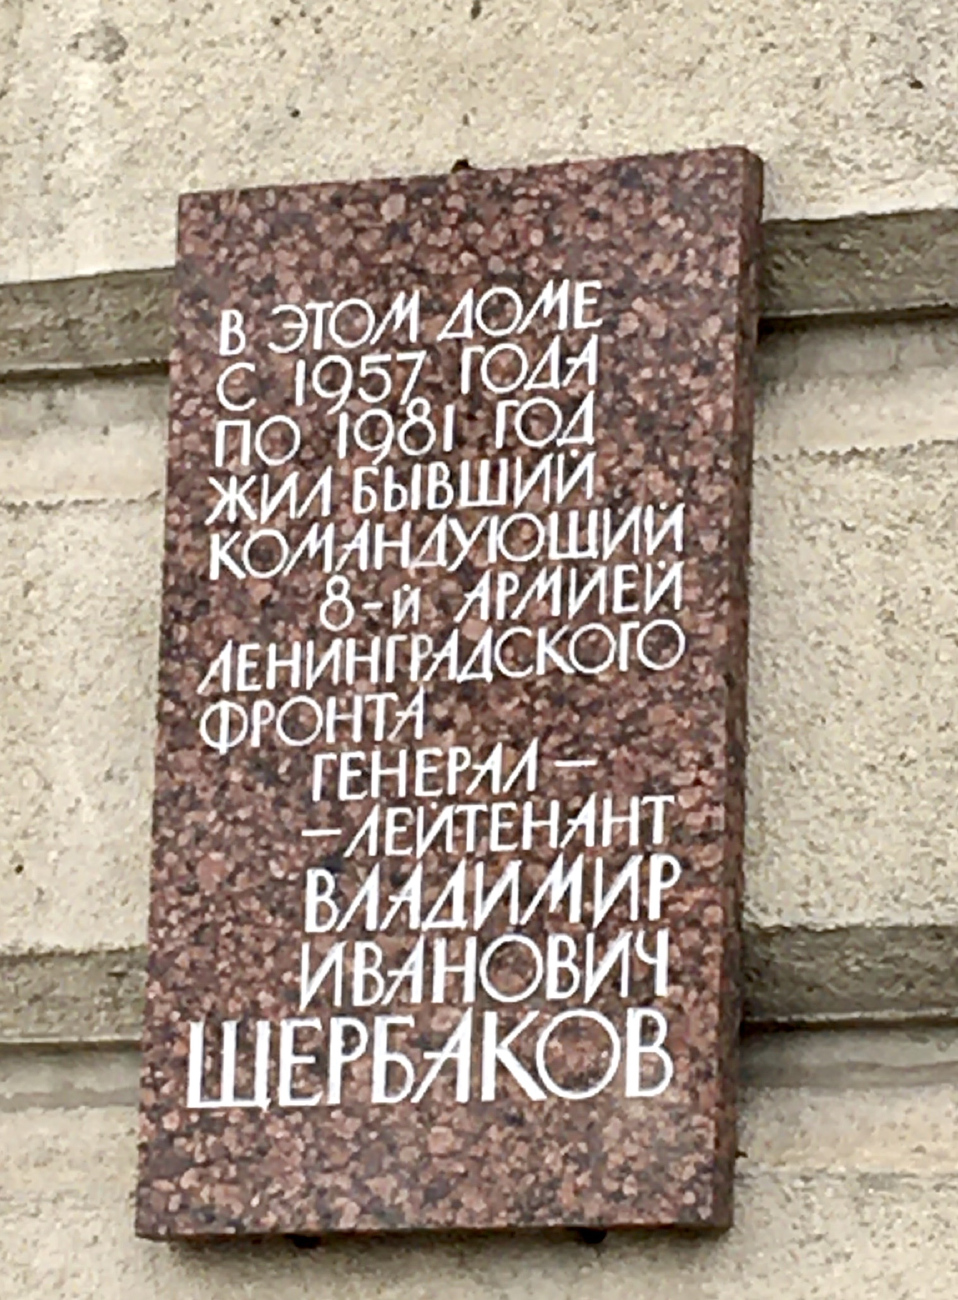 В ЭТОМ ДОМЕ
С 1957 ГОДА
ПО 1981 ГОД
ЖИЛ БЫВШИЙ
КОМАНДУЮЩИЙ
8-й АРМИЕЙ
ЛЕНИНГРАДСКОГО
ФРОНТА
ГЕНЕРАЛ —
—ЛЕЙТЕНАНТ
ВЛАДИМИР
ИВАНОВИЧ
ЩЕРБАКОВ